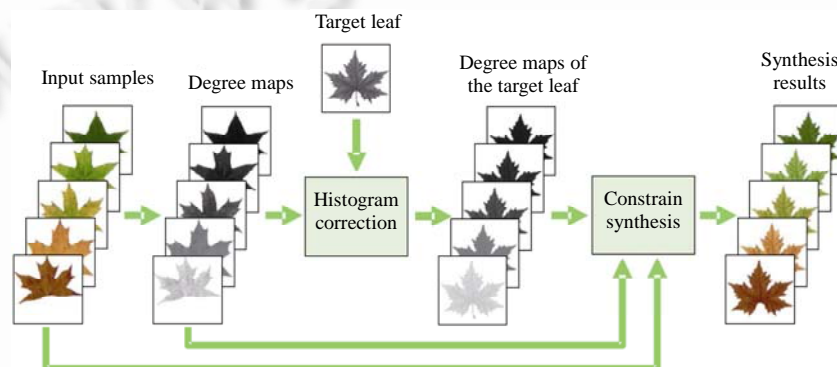 Target leaf
Input samples
Degree maps
Degree maps of
the target leaf
Synthesis
results
Histogram
correction
Constrain
synthesis